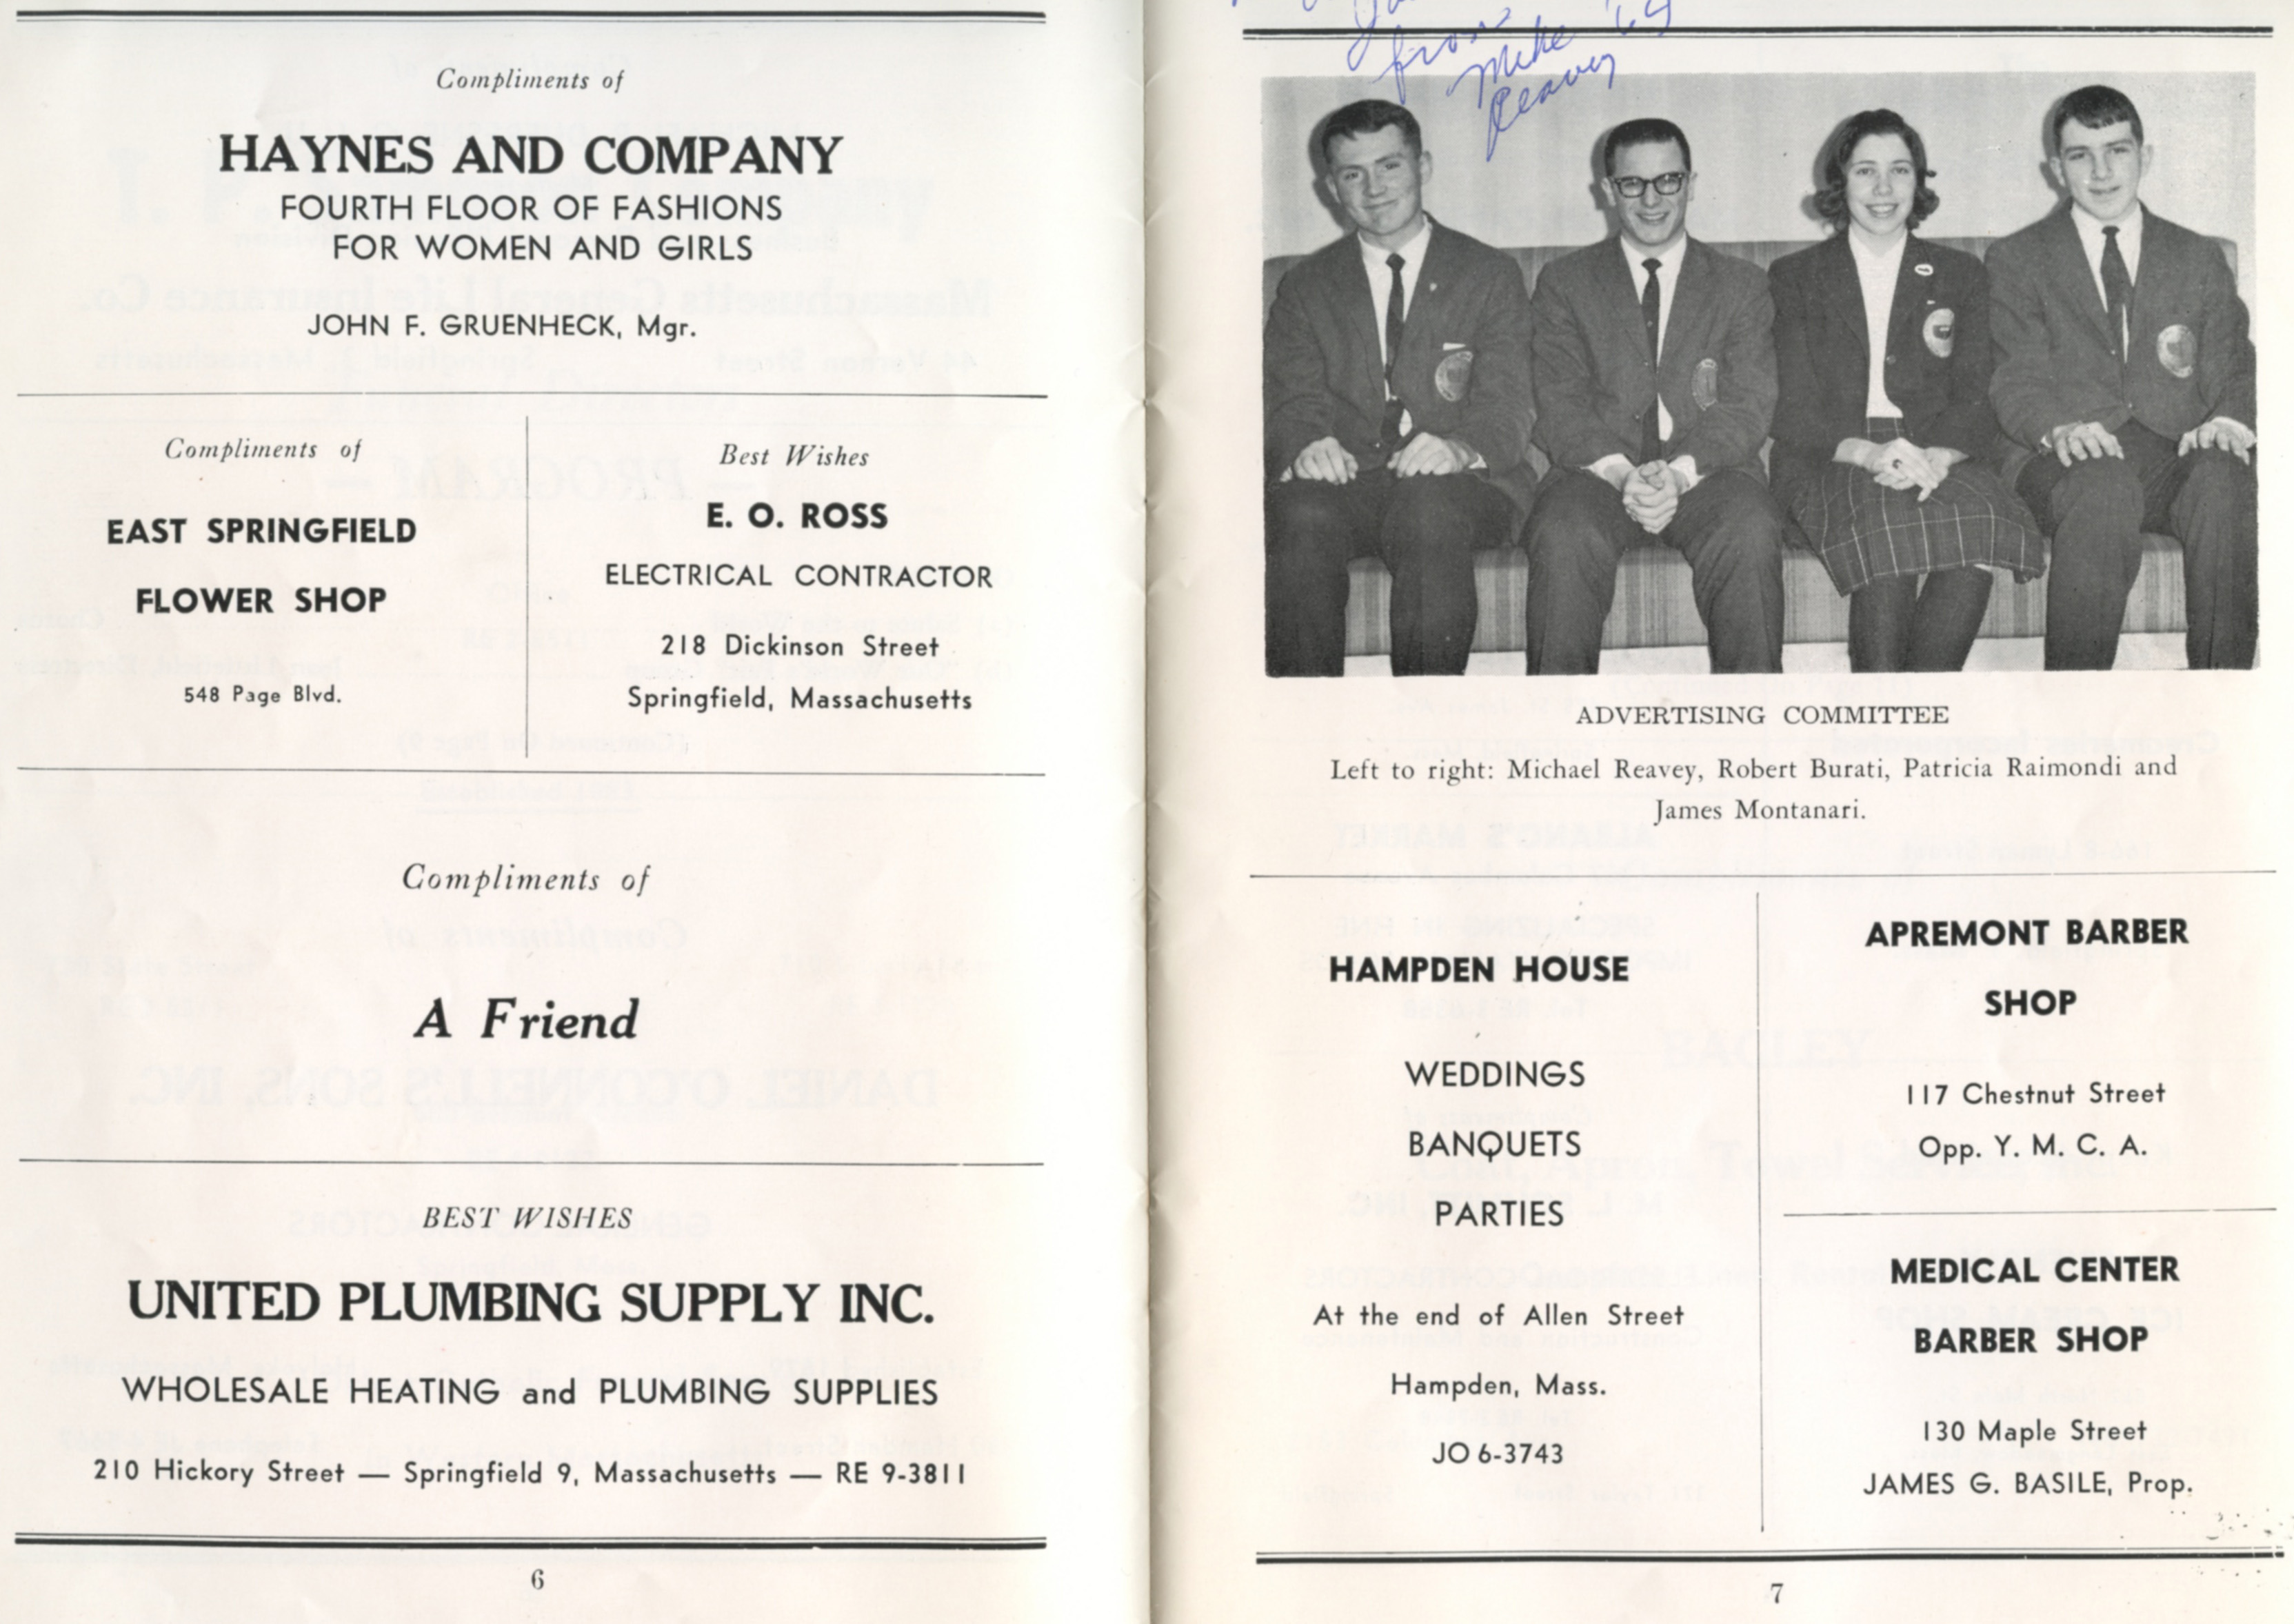 Compliments of
HAYNES AND COMPANY
FOURTH FLOOR OF FASHIONS
FOR WOMEN AND GIRLS
JOHN F. GRUENHECK, Mgr.
Compliments of
EAST SPRINGFIELD
FLOWER SHOP
548 Page Blvd.
Best Wishes
E. O. ROSS
ELECTRICAL CONTRACTOR
218 Dickinson Street
Springfield, Massachusetts
Compliments of
A Friend
BEST WISHES
UNITED PLUMBING SUPPLY INC.
WHOLESALE HEATING and PLUMBING SUPPLIES
210 Hickory Street — Springfield 9, Massachusetts — RE 9-3811
6
from
Mike '64
Reavey
ADVERTISING COMMITTEE
Left to right: Michael Reavey, Robert Burati, Patricia Raimondi and
James Montanari.
HAMPDEN HOUSE
WEDDINGS
BANQUETS
PARTIES
At the end of Allen Street
Hampden, Mass.
JO 6-3743
APREMONT BARBER
SHOP
117 Chestnut Street
Opp. Y. M. C. A.
MEDICAL CENTER
BARBER SHOP
130 Maple Street
JAMES G. BASILE, Prop.
7